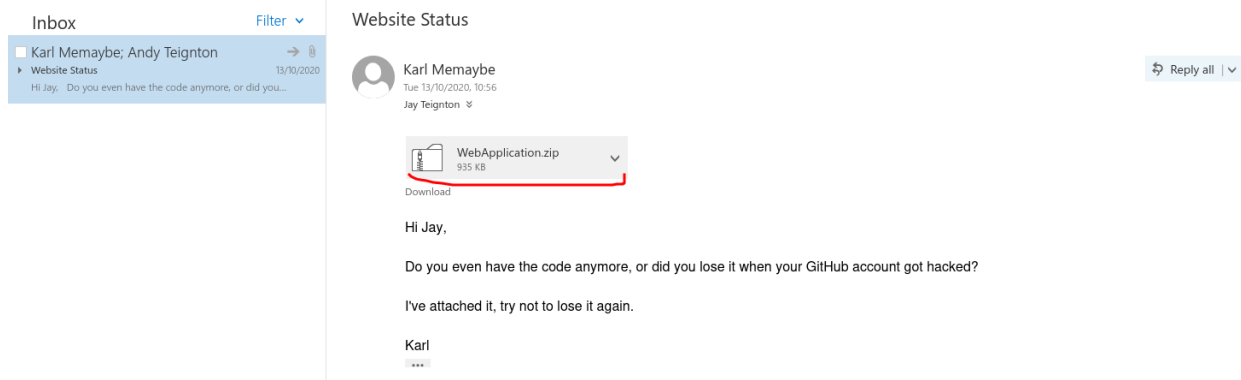 Inbox
Filter
Karl Memaybe; Andy Teignton
Website Status
13/10/2020
Hi Jay, Do you even have the code anymore, or did you...
Website Status
Karl Memaybe
Tue 13/10/2020, 10:56
Jay Teignton
Reply all
WebApplication.zip
935 KB
Download
Hi Jay,
Do you even have the code anymore, or did you lose it when your GitHub account got hacked?
I've attached it, try not to lose it again.
Karl
...